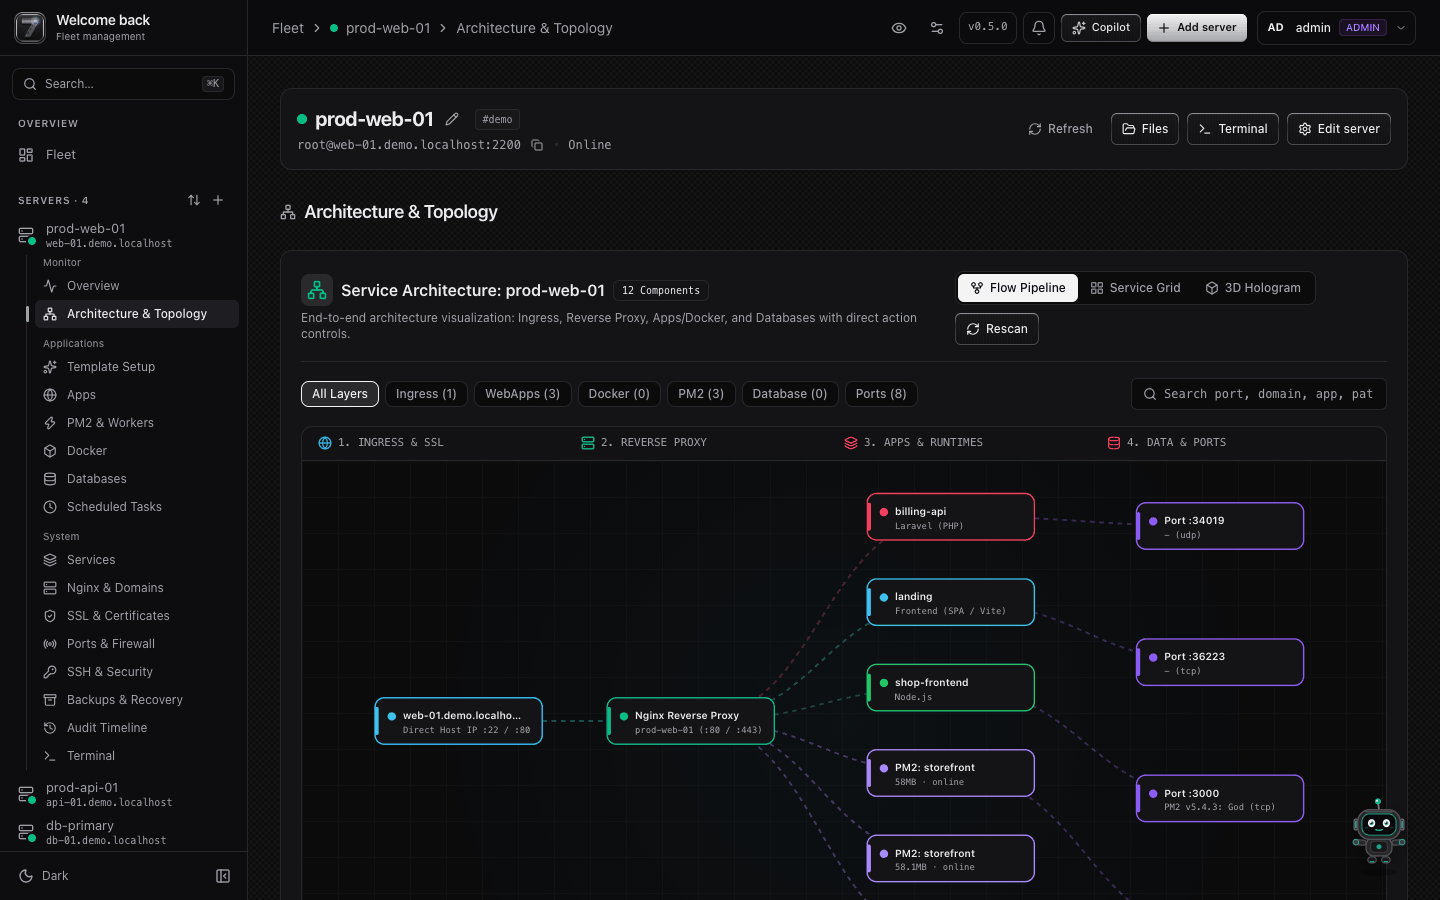 Welcome back
Fleet management
Search...
⌘K
OVERVIEW
Fleet
SERVERS · 4
prod-web-01
web-01.demo.localhost
Monitor
Overview
Architecture & Topology
Applications
Template Setup
Apps
PM2 & Workers
Docker
Databases
Scheduled Tasks
System
Services
Nginx & Domains
SSL & Certificates
Ports & Firewall
SSH & Security
Backups & Recovery
Audit Timeline
Terminal
prod-api-01
api-01.demo.localhost
db-primary
db-01.demo.localhost
Dark
Fleet > prod-web-01 > Architecture & Topology
v0.5.0
Copilot
Add server
AD admin ADMIN
prod-web-01
#demo
root@web-01.demo.localhost:2200 · Online
Refresh
Files
Terminal
Edit server
Architecture & Topology
Service Architecture: prod-web-01
12 Components
End-to-end architecture visualization: Ingress, Reverse Proxy, Apps/Docker, and Databases with direct action
controls.
Flow Pipeline
Service Grid
3D Hologram
Rescan
All Layers
Ingress (1)
WebApps (3)
Docker (0)
PM2 (3)
Database (0)
Ports (8)
Search port, domain, app, pat
1. INGRESS & SSL
2. REVERSE PROXY
3. APPS & RUNTIMES
4. DATA & PORTS
web-01.demo.localho...
Direct Host IP :22 / :80
Nginx Reverse Proxy
prod-web-01 (:80 / :443)
billing-api
Laravel (PHP)
landing
Frontend (SPA / Vite)
shop-frontend
Node.js
PM2: storefront
58MB · online
PM2: storefront
58.1MB · online
Port :34019
— (udp)
Port :36223
— (tcp)
Port :3000
PM2 v5.4.3: God (tcp)